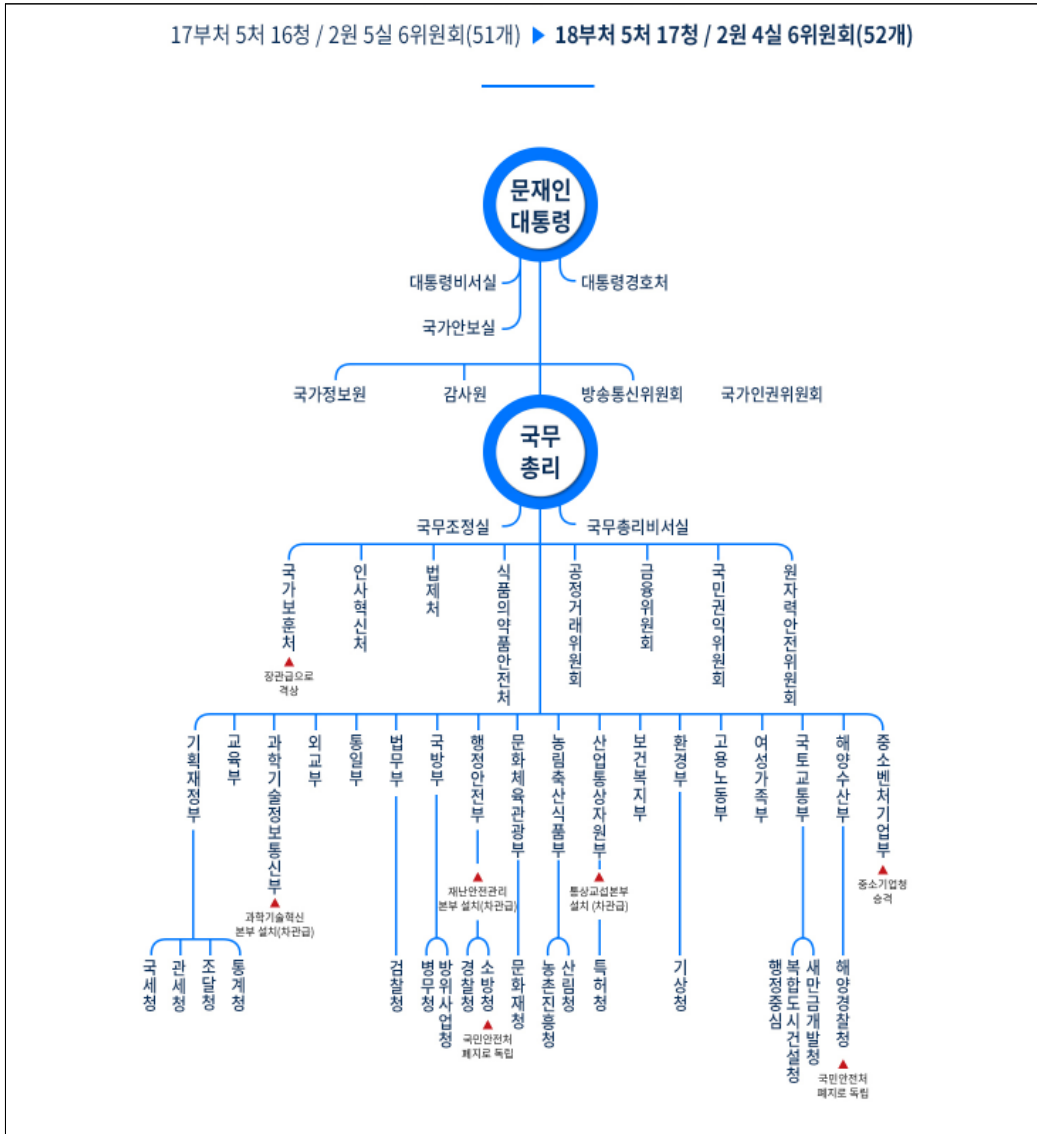 17부처 5처 16청 / 2원 5실 6위원회(51개) ▶ 18부처 5처 17청 / 2원 4실 6위원회(52개)
문재인
대통령
대통령비서실
대통령경호처
국가안보실
국가정보원
감사원
방송통신위원회
국가인권위원회
국무
총리
국무조정실
국무총리비서실
국가보훈처
▲
장관급으로
격상
인사혁신처
법제처
식품의약품안전처
공정거래위원회
금융위원회
국민권익위원회
원자력안전위원회
기획재정부
교육부
과학기술정보통신부
▲
과학기술혁신
본부 설치(차관급)
외교부
통일부
법무부
국방부
행정안전부
▲
재난안전관리
본부 설치(차관급)
문화체육관광부
농림축산식품부
산업통상자원부
▲
통상교섭본부
설치 (차관급)
보건복지부
환경부
고용노동부
여성가족부
국토교통부
해양수산부
중소벤처기업부
▲
중소기업청
승격
국세청
관세청
조달청
통계청
검찰청
병무청
방위사업청
경찰청
소방청
▲
국민안전처
폐지로 독립
문화재청
농촌진흥청
산림청
특허청
기상청
행정중심
복합도시건설청
새만금개발청
해양경찰청
▲
국민안전처
폐지로 독립